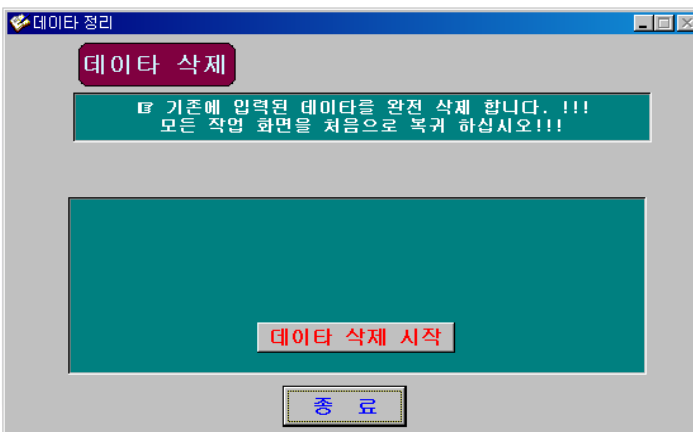 데이타 정리
데이타 삭제
☞ 기존에 입력된 데이타를 완전 삭제 합니다. !!!
모든 작업 화면을 처음으로 복귀 하십시오!!!
데이타 삭제 시작
종 료